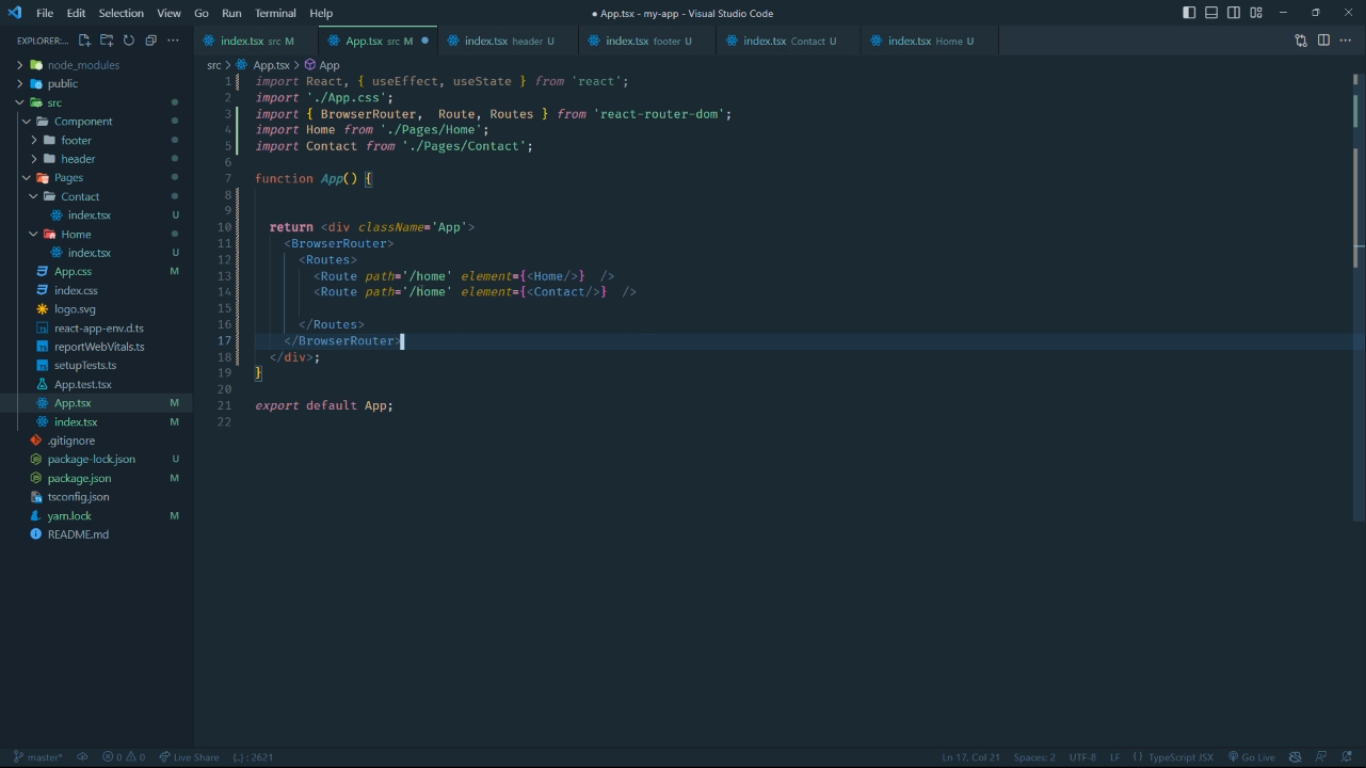 File Edit Selection View Go Run Terminal Help
● App.tsx - my-app - Visual Studio Code
EXPLORER:...
index.tsx src M
App.tsx src M
index.tsx header U
index.tsx footer U
index.tsx Contact U
index.tsx Home U
node_modules
public
src
Component
footer
header
Pages
Contact
index.tsx U
Home
index.tsx U
App.css M
index.css
logo.svg
react-app-env.d.ts
reportWebVitals.ts
setupTests.ts
App.test.tsx
App.tsx M
index.tsx M
.gitignore
package-lock.json U
package.json M
tsconfig.json
yarn.lock M
README.md
src > App.tsx > App
1 import React, { useEffect, useState } from 'react';
2 import './App.css';
3 import { BrowserRouter,  Route, Routes } from 'react-router-dom';
4 import Home from './Pages/Home';
5 import Contact from './Pages/Contact';
6
7 function App() {
8
9
10   return <div className='App'>
11     <BrowserRouter>
12       <Routes>
13         <Route path='/home' element={<Home/>}  />
14         <Route path='/home' element={<Contact/>}  />
15
16       </Routes>
17     </BrowserRouter>
18   </div>;
19 }
20
21 export default App;
22
master* 0 0 Live Share {..} : 2621
Ln 17, Col 21 Spaces: 2 UTF-8 LF {} TypeScript JSX Go Live